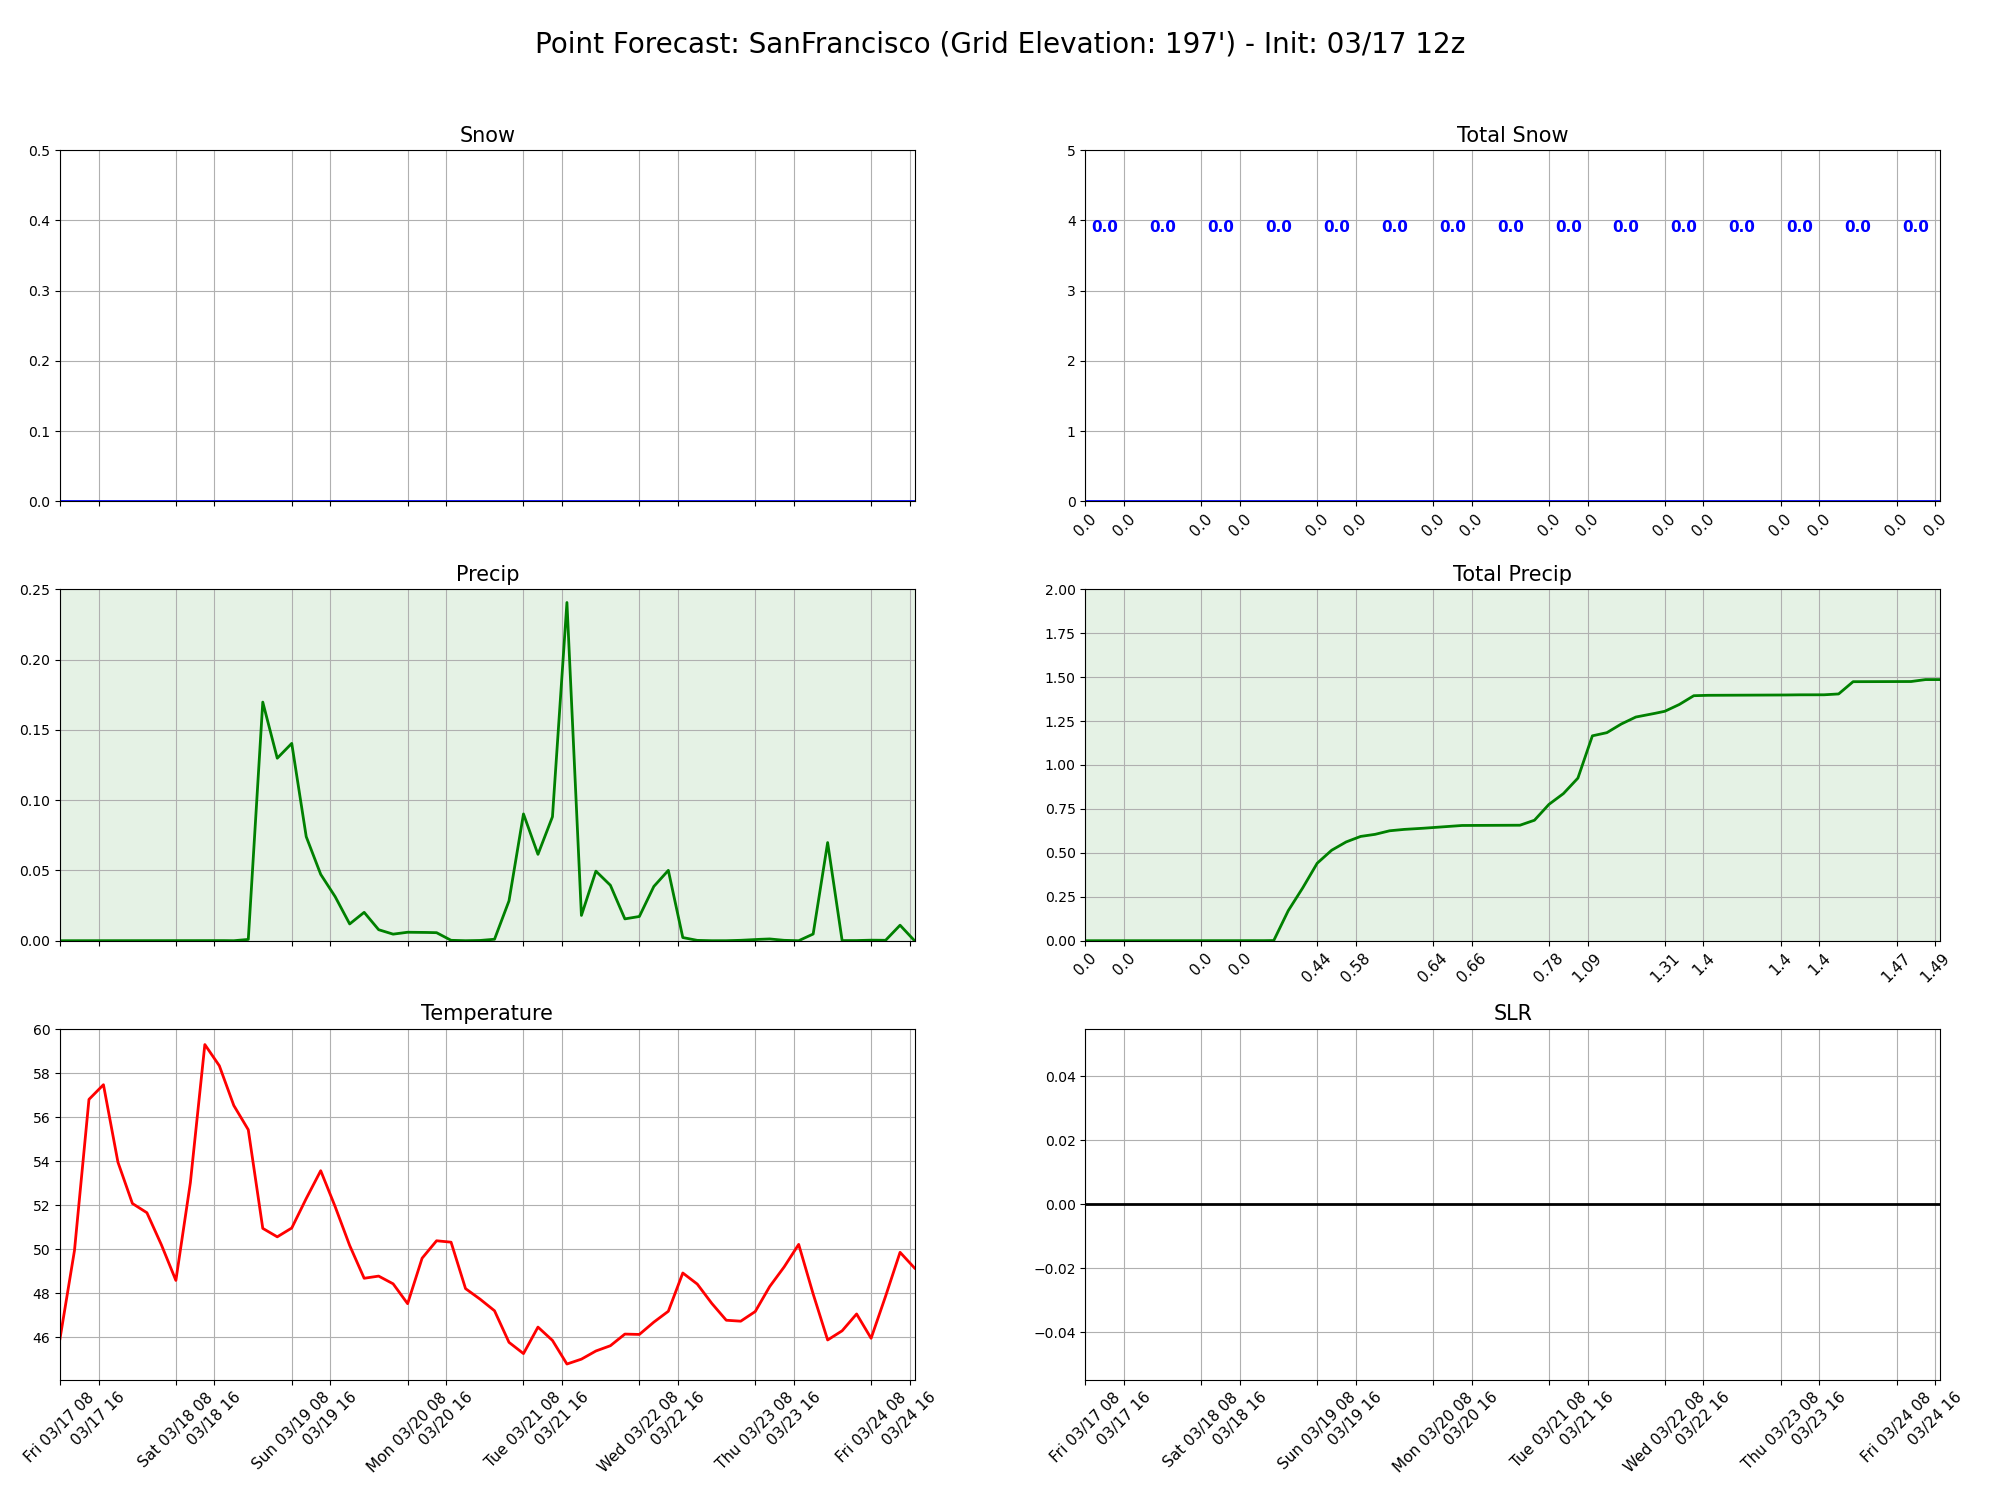 Point Forecast: SanFrancisco (Grid Elevation: 197') - Init: 03/17 12z
Snow
0.5
0.4
0.3
0.2
0.1
0.0
Total Snow
5
4
3
2
1
0
0.0 0.0 0.0 0.0 0.0 0.0 0.0 0.0 0.0 0.0 0.0 0.0 0.0 0.0 0.0
0.0 0.0 0.0 0.0 0.0 0.0 0.0 0.0 0.0 0.0 0.0 0.0 0.0 0.0 0.0 0.0
Precip
0.25
0.20
0.15
0.10
0.05
0.00
Total Precip
2.00
1.75
1.50
1.25
1.00
0.75
0.50
0.25
0.00
0.0 0.0 0.0 0.0 0.44 0.58 0.64 0.66 0.78 1.09 1.31 1.4 1.4 1.4 1.47 1.49
Temperature
60
58
56
54
52
50
48
46
Fri 03/17 08
03/17 16
Sat 03/18 08
03/18 16
Sun 03/19 08
03/19 16
Mon 03/20 08
03/20 16
Tue 03/21 08
03/21 16
Wed 03/22 08
03/22 16
Thu 03/23 08
03/23 16
Fri 03/24 08
03/24 16
SLR
0.04
0.02
0.00
−0.02
−0.04
Fri 03/17 08
03/17 16
Sat 03/18 08
03/18 16
Sun 03/19 08
03/19 16
Mon 03/20 08
03/20 16
Tue 03/21 08
03/21 16
Wed 03/22 08
03/22 16
Thu 03/23 08
03/23 16
Fri 03/24 08
03/24 16